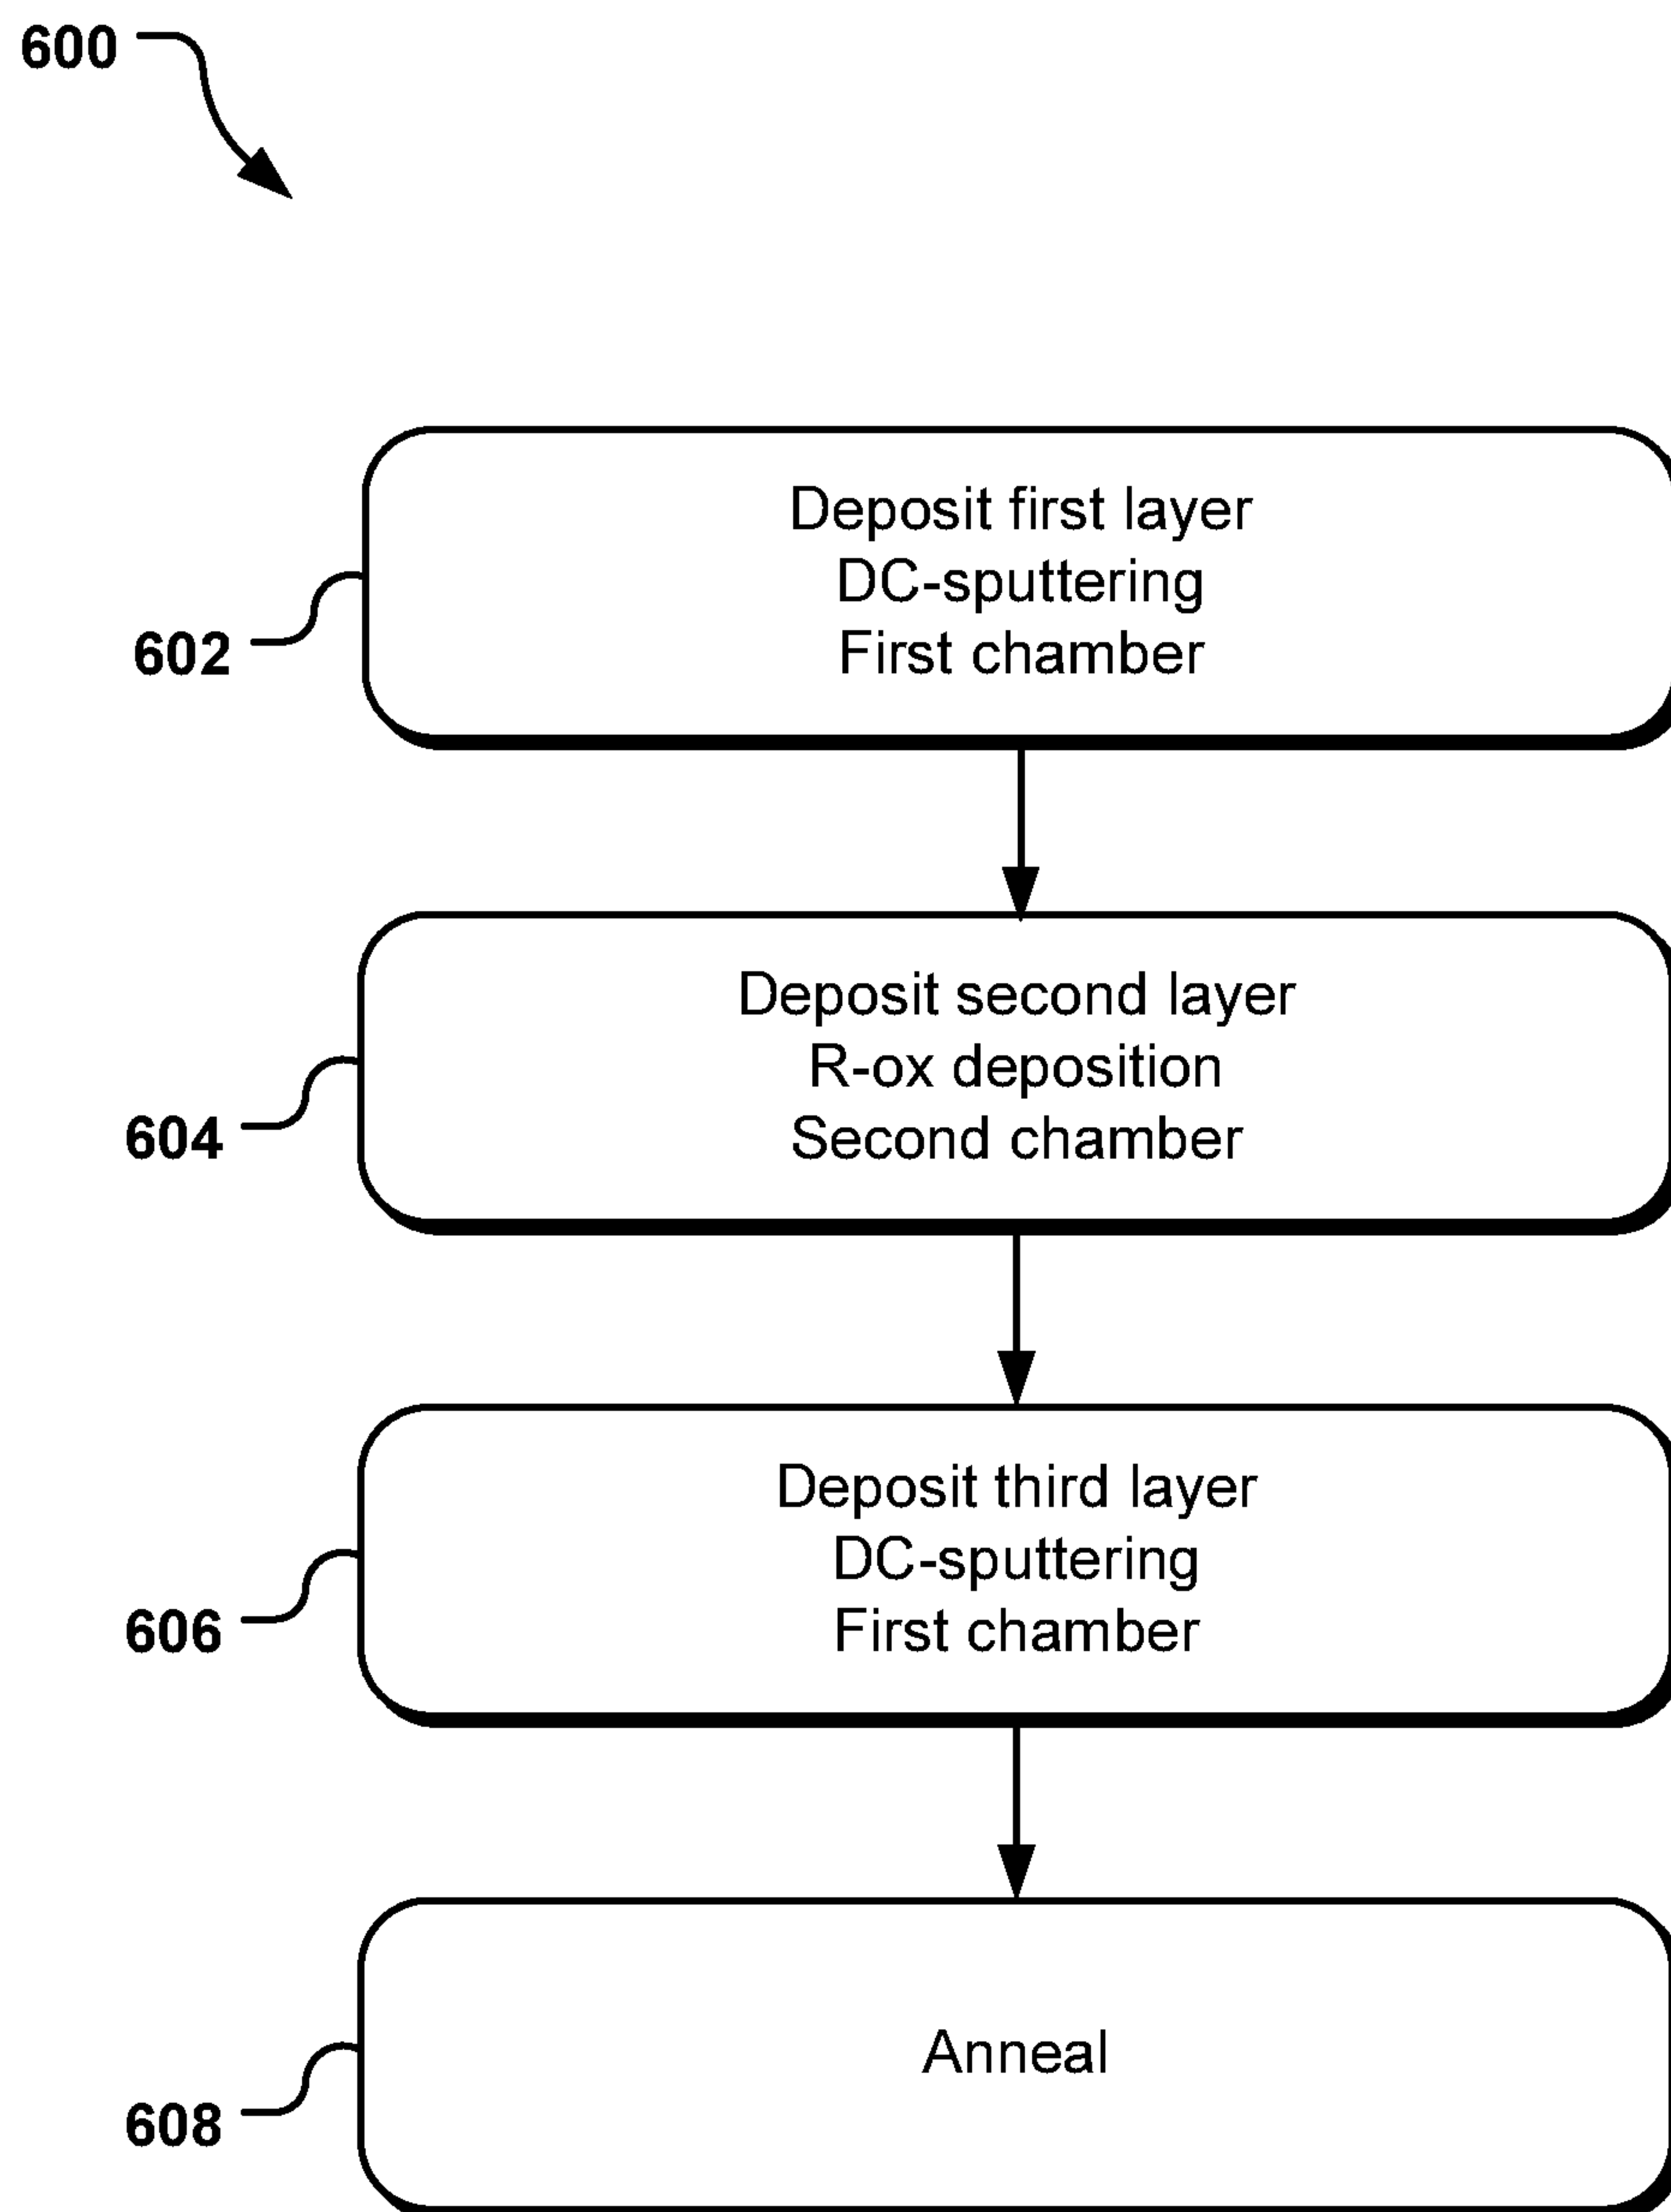 600
Deposit first layer
DC-sputtering
First chamber
602
Deposit second layer
R-ox deposition
Second chamber
604
Deposit third layer
DC-sputtering
First chamber
606
Anneal
608